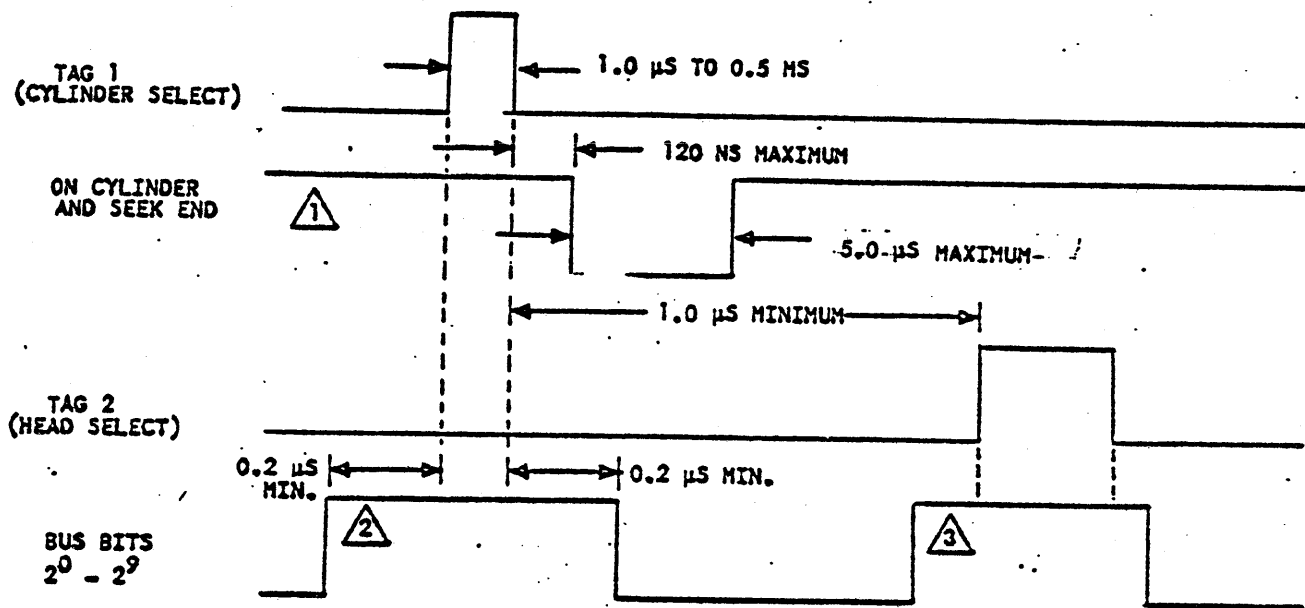 TAG 1
(CYLINDER SELECT)
1.0 µS TO 0.5 MS
120 NS MAXIMUM
ON CYLINDER
AND SEEK END
1
5.0 µS MAXIMUM
1.0 µS MINIMUM
TAG 2
(HEAD SELECT)
0.2 µS
MIN.
0.2 µS MIN.
2
3
BUS BITS
2⁰ - 2⁹